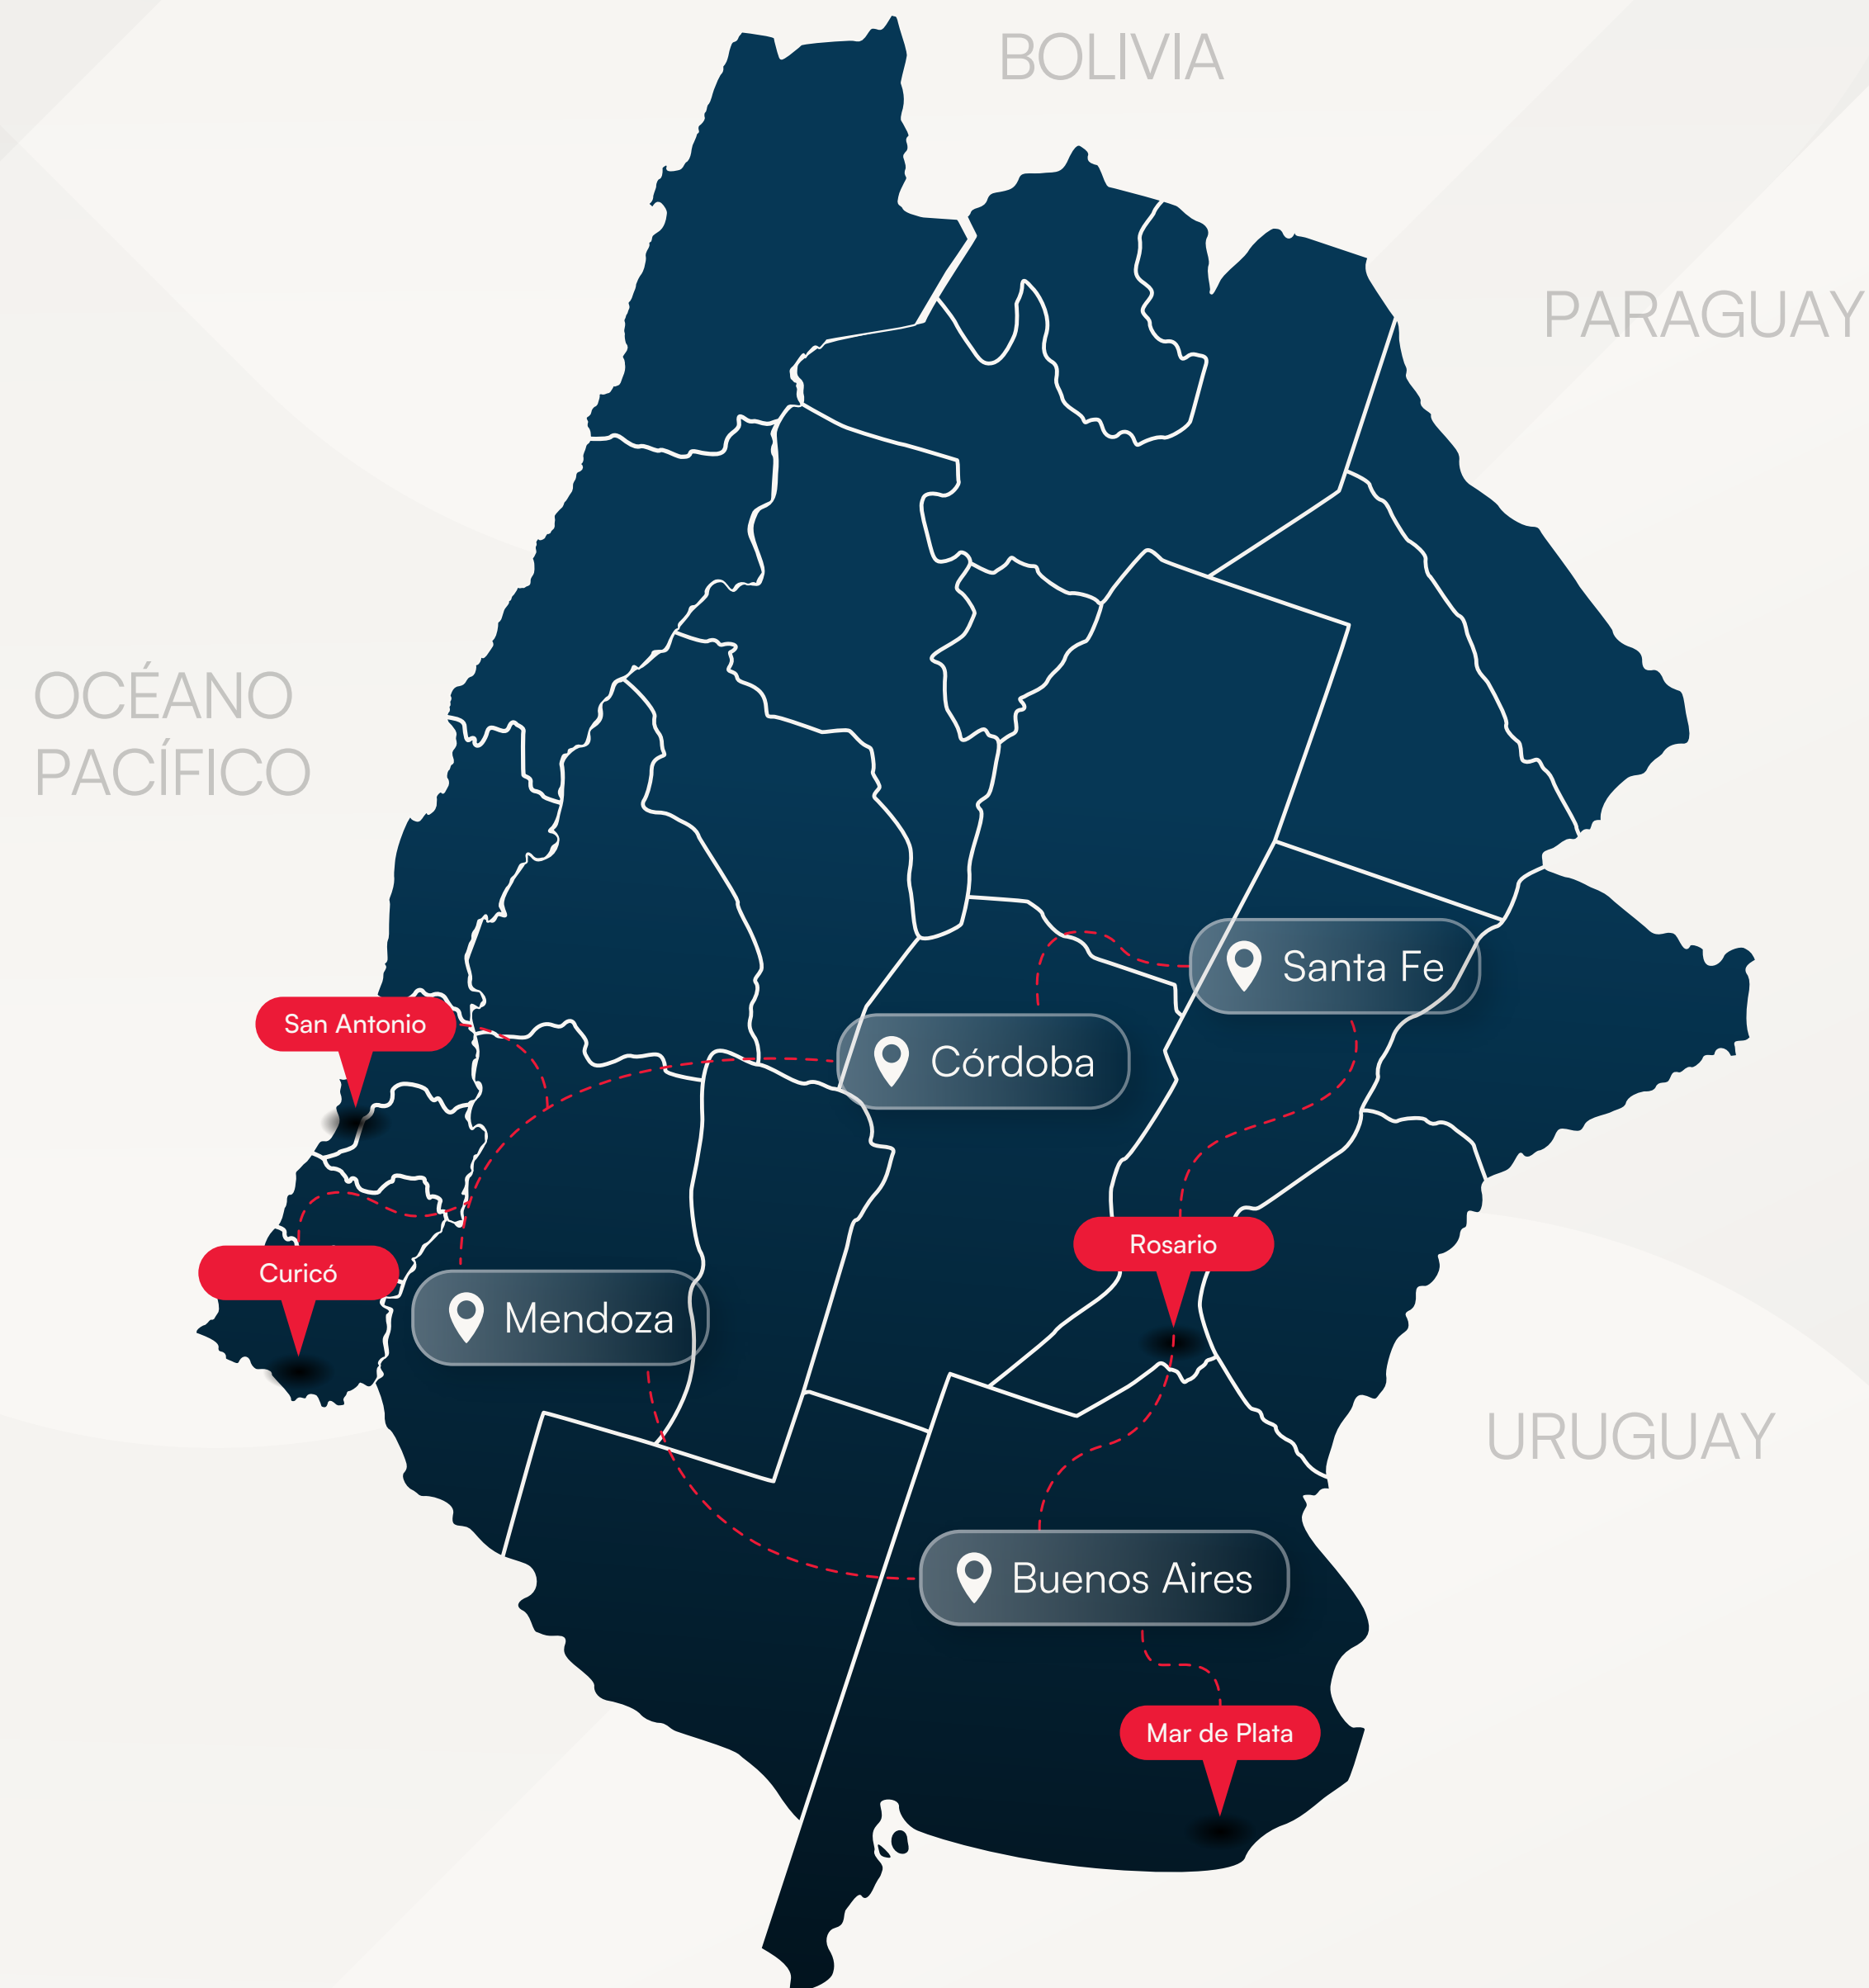 BOLIVIA
PARAGUAY
OCÉANO
PACÍFICO
Santa Fe
San Antonio
Córdoba
Rosario
Curicó
Mendoza
URUGUAY
Buenos Aires
Mar de Plata